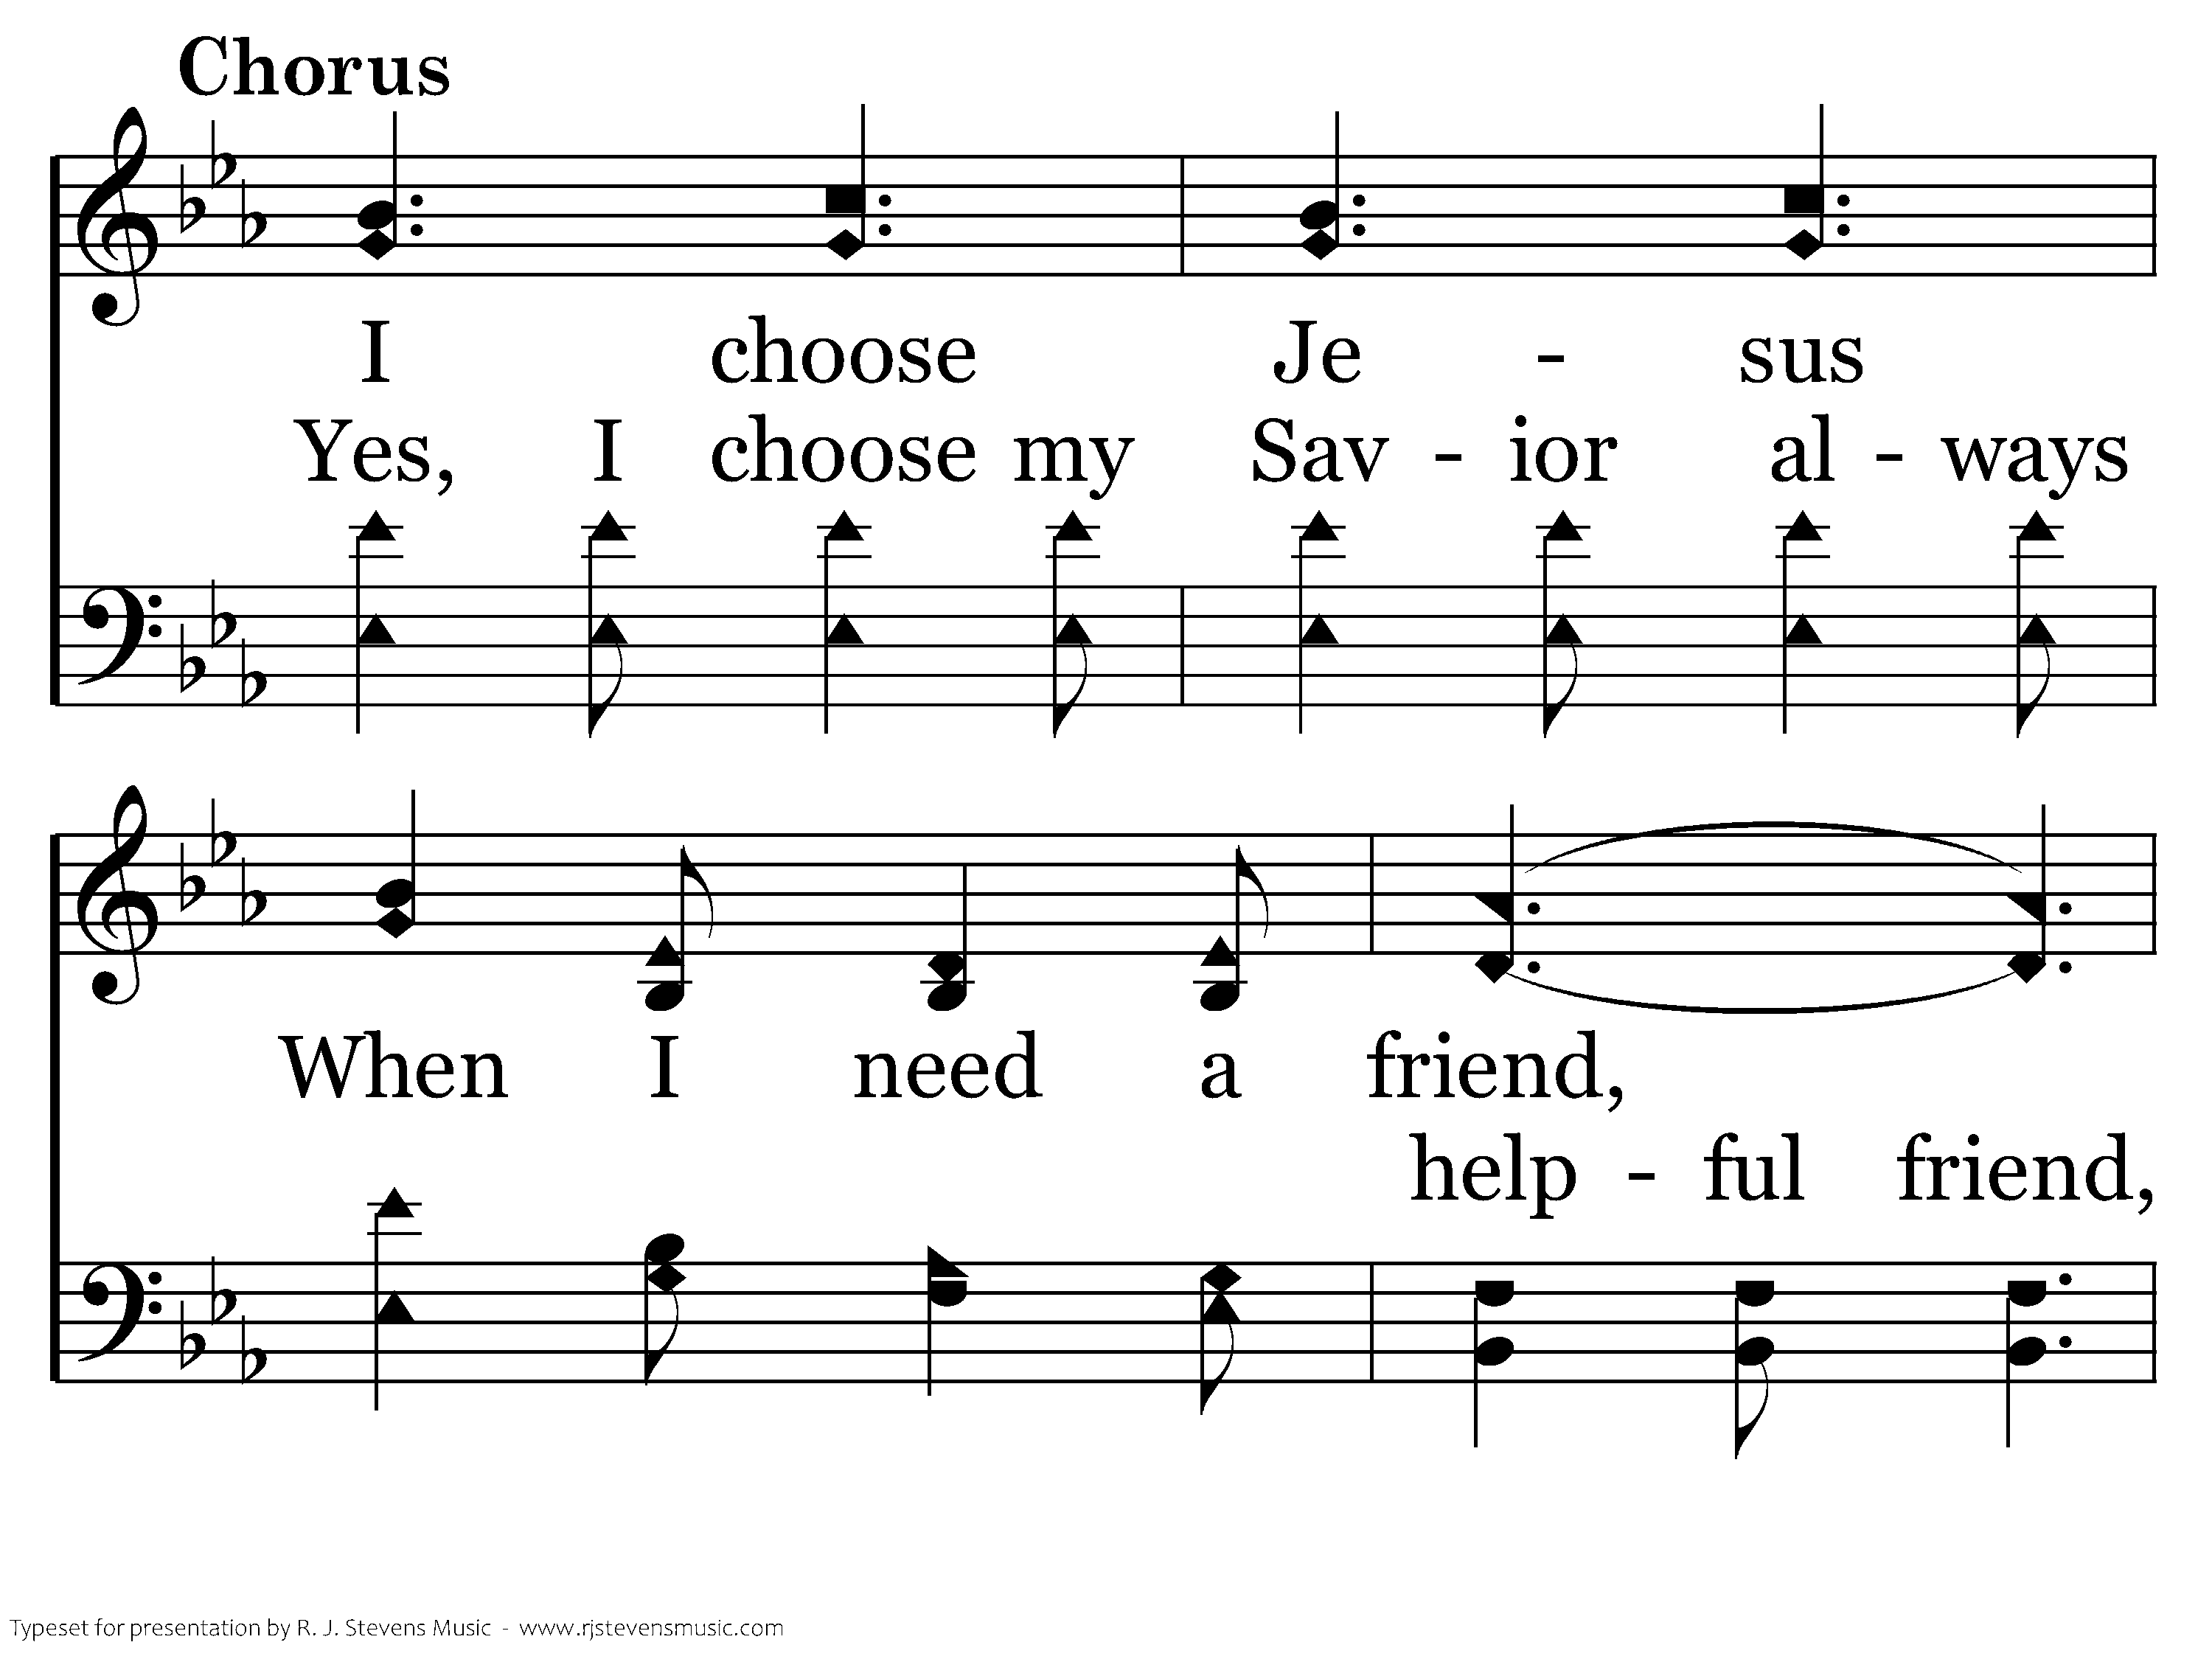 Chorus
I choose Je - sus
Yes, I choose my Sav - ior al - ways
When I need a friend,
help - ful friend,
Typeset for presentation by R. J. Stevens Music - www.rjstevensmusic.com